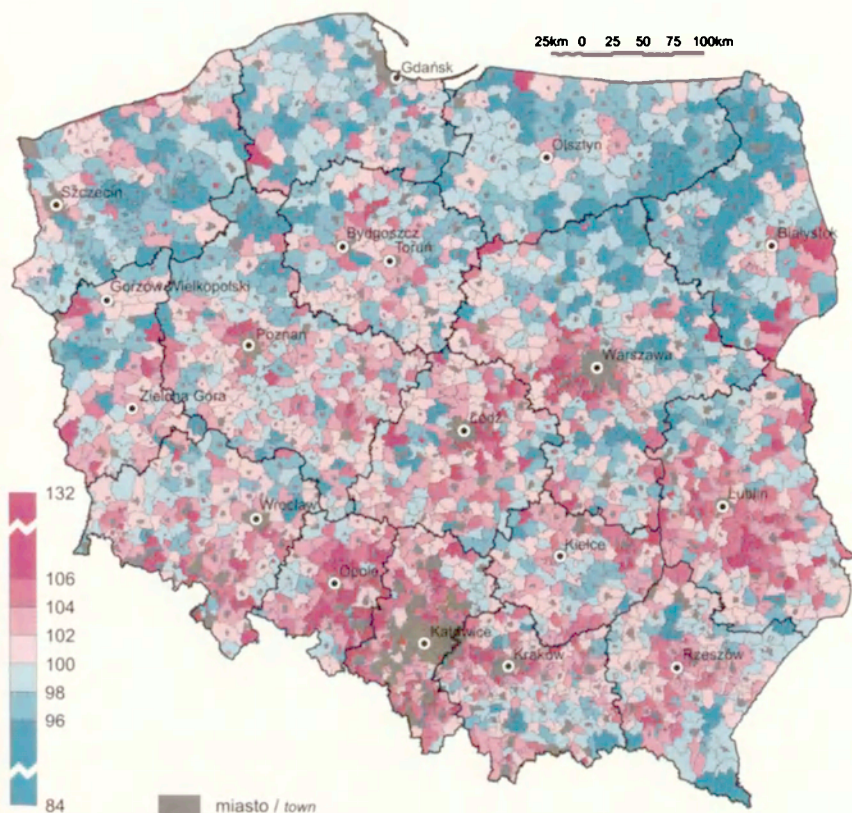 25km 0 25 50 75 100km
Gdańsk
Olsztyn
Szczecin
Bydgoszcz
Toruń
Białystok
Gorzów Wielkopolski
Poznań
Warszawa
Zielona Góra
Łódź
Wrocław
Lublin
Kielce
Opole
Katowice
Kraków
Rzeszów
132
106
104
102
100
98
96
84
miasto / town